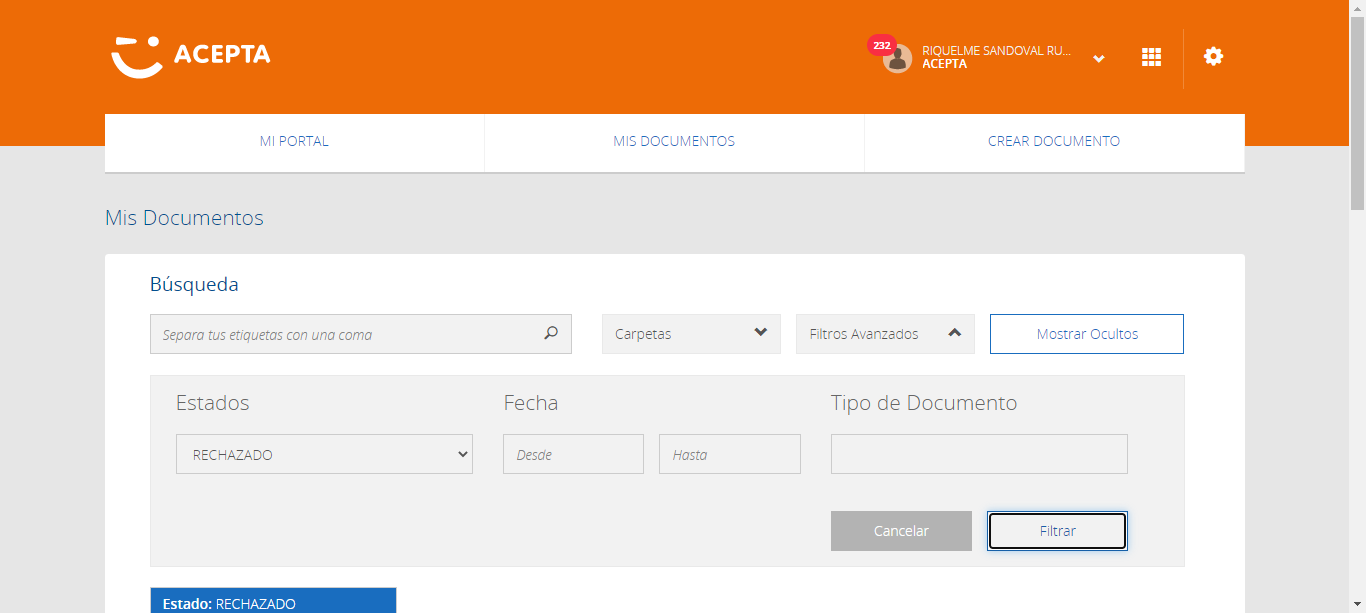 ACEPTA
232
RIQUELME SANDOVAL RU...
ACEPTA
MI PORTAL
MIS DOCUMENTOS
CREAR DOCUMENTO
Mis Documentos
Búsqueda
Separa tus etiquetas con una coma
Carpetas
Filtros Avanzados
Mostrar Ocultos
Estados
Fecha
Tipo de Documento
RECHAZADO
Desde
Hasta
Cancelar
Filtrar
Estado: RECHAZADO